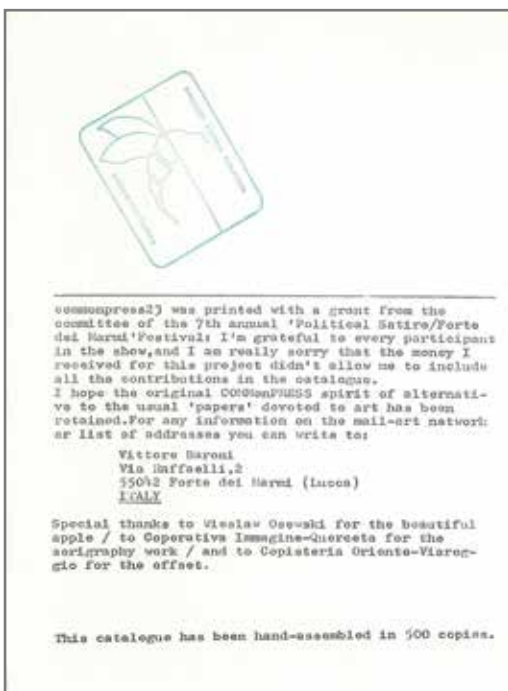 commonpress23 was printed with a grant from the
committee of the 7th annual 'Political Satire/Forte
dei Marmi'Festival: I'm grateful to every participant
in the show,and I am really sorry that the money I
received for this project didn't allow me to include
all the contributions in the catalogue.
I hope the original COMMonPRESS spirit of alternati-
ve to the usual 'papers' devoted to art has been
retained.For any information on the mail-art network
or list of addresses you can write to:
Vittore Baroni
Via Raffaelli,2
55042 Forte dei Marmi (Lucca)
ITALY
Special thanks to Wieslaw Osewski for the beautiful
apple / to Coperativa Immagine-Querceta for the
serigraphy work / and to Copisteria Oriente-Viareg-
gio for the offset.
This catalogue has been hand-assembled in 500 copies.